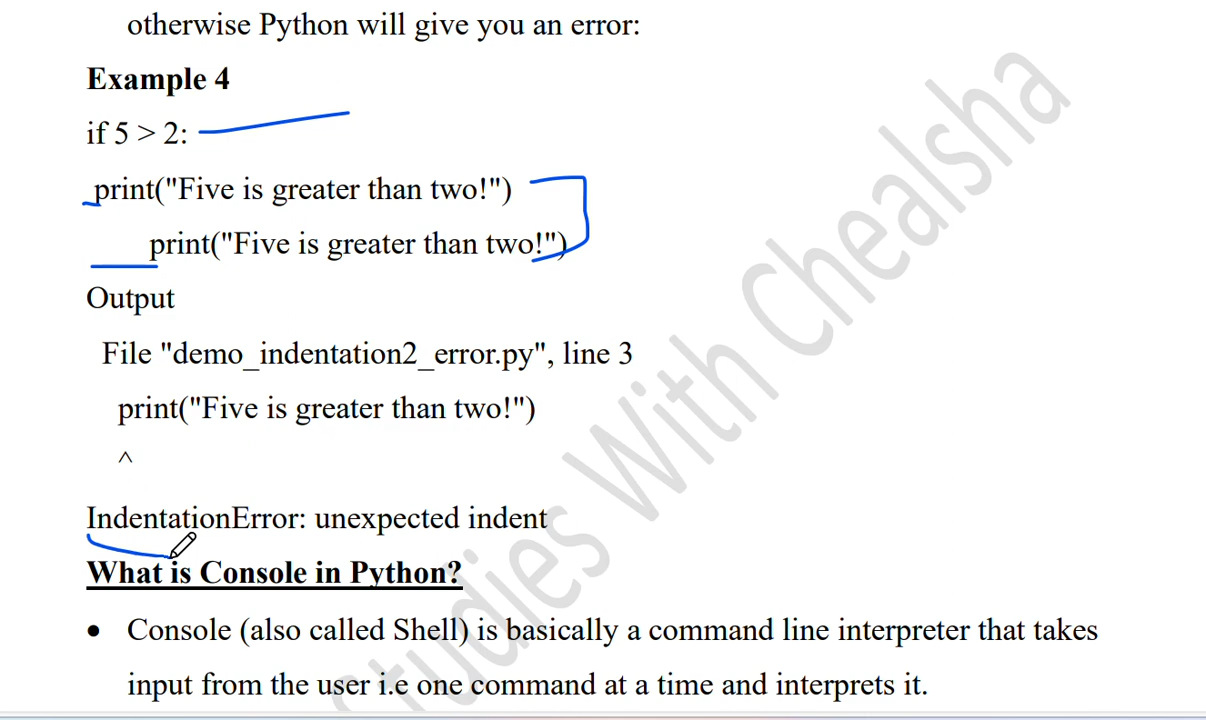 otherwise Python will give you an error:
Example 4
if 5 > 2:
print("Five is greater than two!")
print("Five is greater than two!")
Output
File "demo_indentation2_error.py", line 3
print("Five is greater than two!")
^
IndentationError: unexpected indent
What is Console in Python?
● Console (also called Shell) is basically a command line interpreter that takes
input from the user i.e one command at a time and interprets it.
Studies With Chealsha